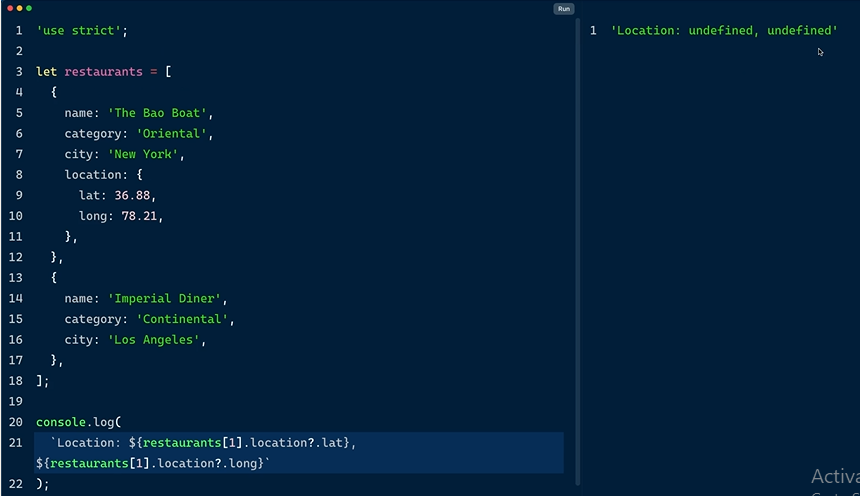 Run
1 'use strict';
2
3 let restaurants = [
4 {
5 name: 'The Bao Boat',
6 category: 'Oriental',
7 city: 'New York',
8 location: {
9 lat: 36.88,
10 long: 78.21,
11 },
12 },
13 {
14 name: 'Imperial Diner',
15 category: 'Continental',
16 city: 'Los Angeles',
17 },
18 ];
19
20 console.log(
21 `Location: ${restaurants[1].location?.lat},
${restaurants[1].location?.long}`
22 );
1 'Location: undefined, undefined'
Activa